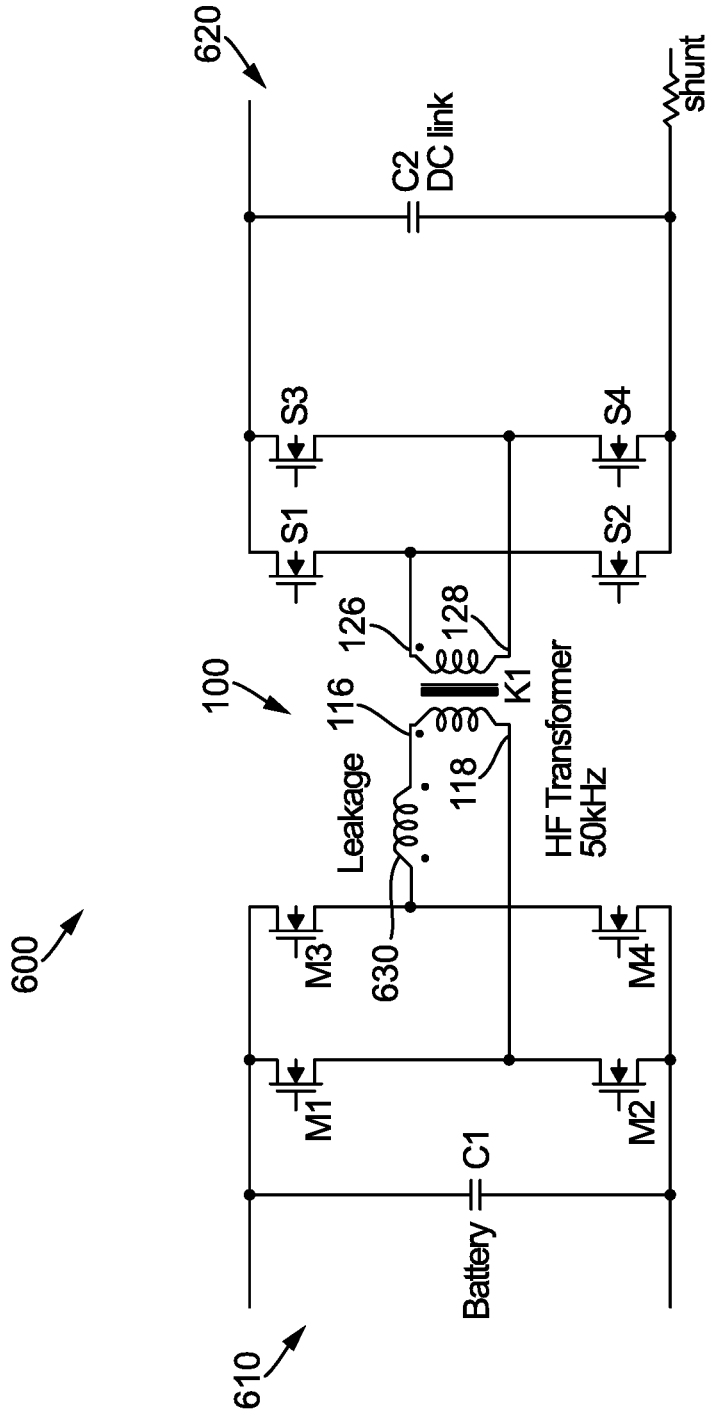 600
610
620
100
Battery C1
M1
M2
M3
M4
630
Leakage
116
118
126
128
K1
HF Transformer
50kHz
S1
S2
S3
S4
C2
DC link
shunt